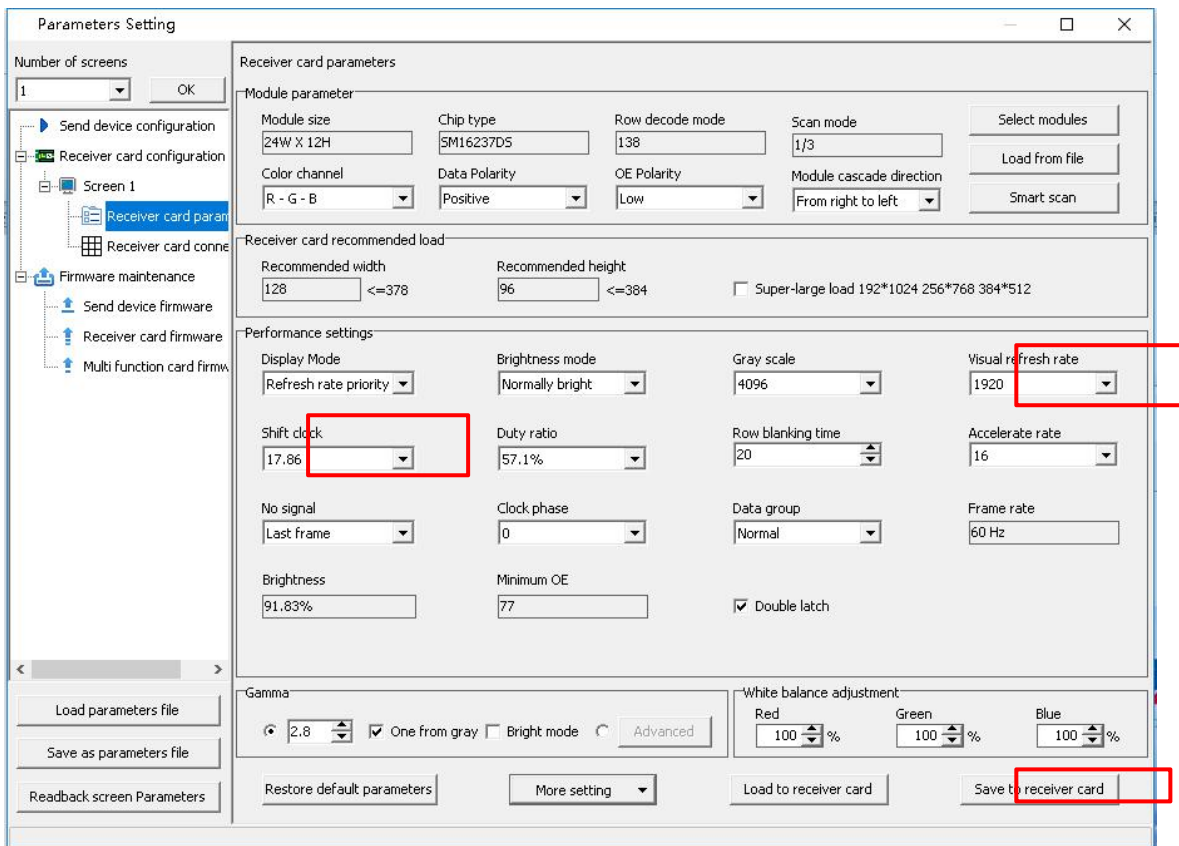 Parameters Setting
Number of screens
1
OK
Send device configuration
Receiver card configuration
Screen 1
Receiver card param
Receiver card conne
Firmware maintenance
Send device firmware
Receiver card firmware
Multi function card firmw
Load parameters file
Save as parameters file
Readback screen Parameters
Receiver card parameters
Module parameter
Module size
Chip type
Row decode mode
Scan mode
24W X 12H
SM16237DS
138
1/3
Select modules
Load from file
Smart scan
Color channel
Data Polarity
OE Polarity
Module cascade direction
R - G - B
Positive
Low
From right to left
Receiver card recommended load
Recommended width
Recommended height
128 <=378
96 <=384
Super-large load 192*1024 256*768 384*512
Performance settings
Display Mode
Brightness mode
Gray scale
Visual refresh rate
Refresh rate priority
Normally bright
4096
1920
Shift clock
Duty ratio
Row blanking time
Accelerate rate
17.86
57.1%
20
16
No signal
Clock phase
Data group
Frame rate
Last frame
0
Normal
60 Hz
Brightness
Minimum OE
91.83%
77
Double latch
Gamma
2.8
One from gray
Bright mode
Advanced
White balance adjustment
Red
Green
Blue
100 %
100 %
100 %
Restore default parameters
More setting
Load to receiver card
Save to receiver card